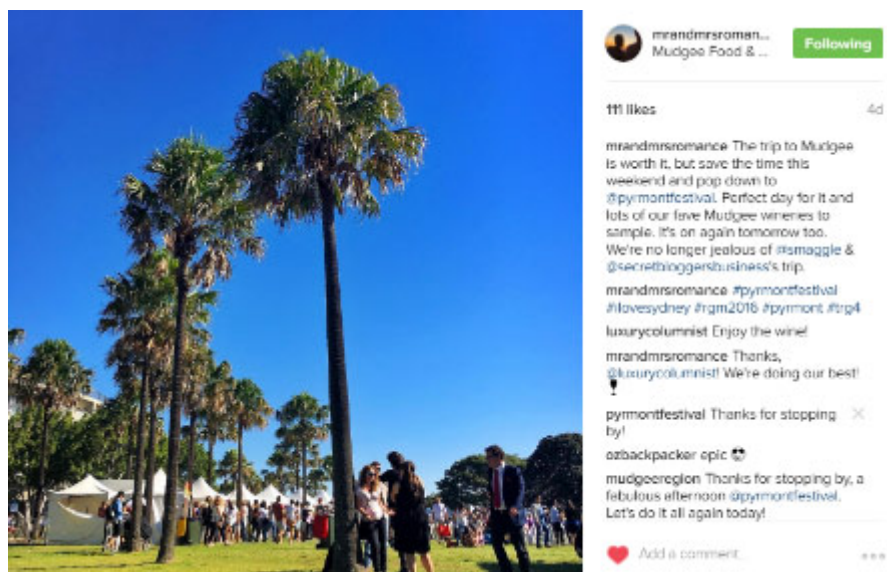 mrandmrsroman...
Mudgee Food & ...
Following
111 likes
4d
mrandmrsromance The trip to Mudgee
is worth it, but save the time this
weekend and pop down to
@pyrmontfestival. Perfect day for it and
lots of our fave Mudgee wineries to
sample. It's on again tomorrow too.
We're no longer jealous of @smaggle &
@secretbloggersbusiness's trip.
mrandmrsromance #pyrmontfestival
#ilovesydney #rgm2016 #pyrmont #trg4
luxurycolumnist Enjoy the wine!
mrandmrsromance Thanks,
@luxurycolumnist! We're doing our best!
🍷
pyrmontfestival Thanks for stopping
by!
ozbackpacker epic 😎
mudgeeregion Thanks for stopping by, a
fabulous afternoon @pyrmontfestival.
Let's do it all again today!
Add a comment...